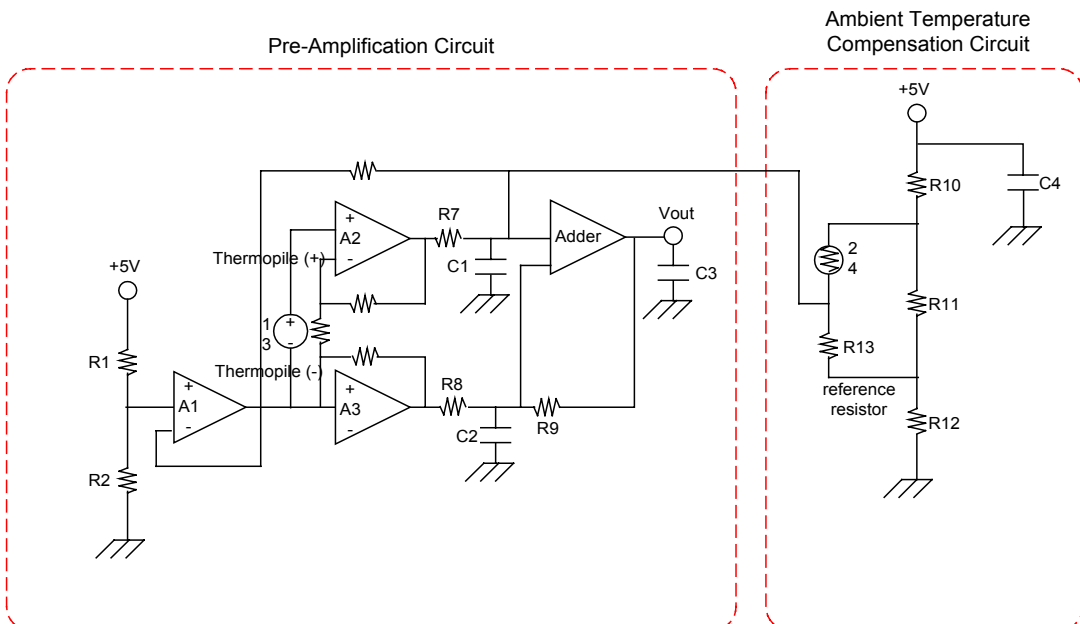 Pre-Amplification Circuit
Ambient Temperature
Compensation Circuit
+5V
R10
C4
2
4
R11
R13
reference
resistor
R12
+
A2
-
R7
C1
Adder
Vout
C3
Thermopile (+)
+5V
1
3
+
-
Thermopile (-)
R1
+
A1
-
R2
+
A3
-
R8
C2
R9